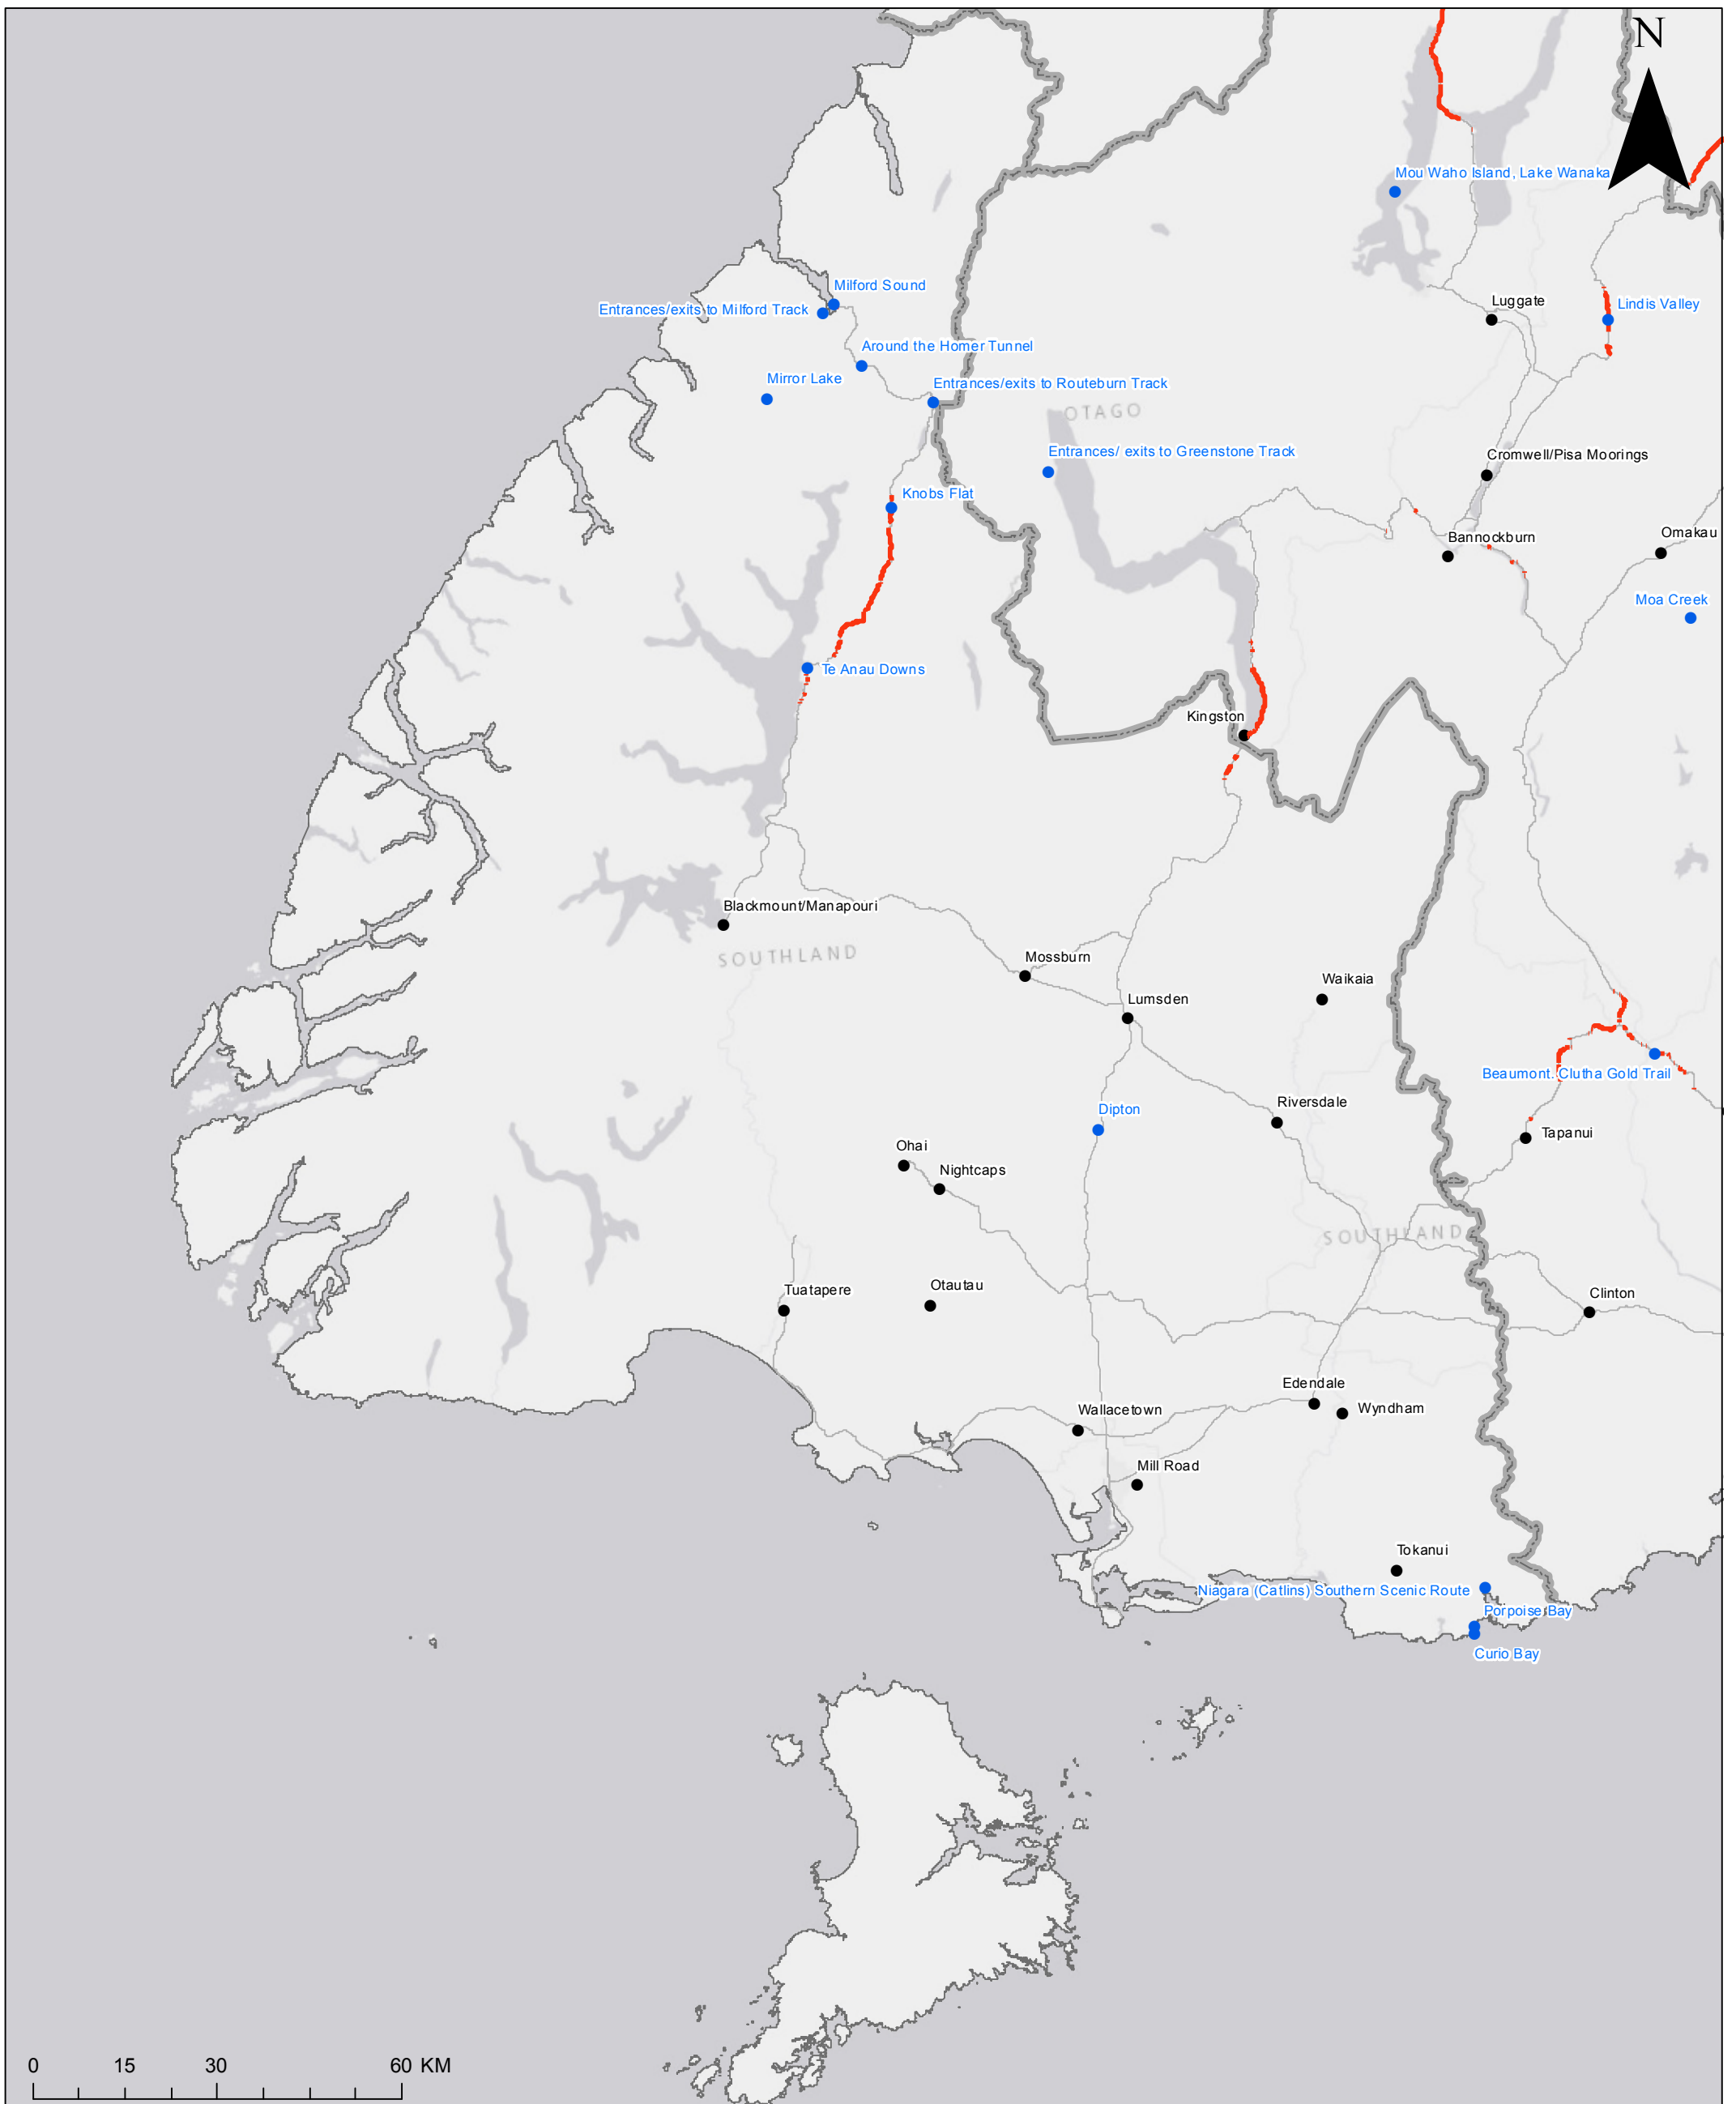 N
Mou Waho Island, Lake Wanaka
Milford Sound
Entrances/exits to Milford Track
Luggate
Lindis Valley
Around the Homer Tunnel
Mirror Lake
Entrances/exits to Routeburn Track
OTAGO
Entrances/ exits to Greenstone Track
Cromwell/Pisa Moorings
Knobs Flat
Bannockburn
Omakau
Moa Creek
Te Anau Downs
Kingston
Blackmount/Manapouri
SOUTHLAND
Mossburn
Waikaia
Lumsden
Beaumont. Clutha Gold Trail
Dipton
Riversdale
Tapanui
Ohai
Nightcaps
SOUTHLAND
Tuatapere
Otautau
Clinton
Edendale
Wallacetown
Wyndham
Mill Road
Tokanui
Niagara (Catlins) Southern Scenic Route
Porpoise Bay
Curio Bay
0 15 30 60 KM